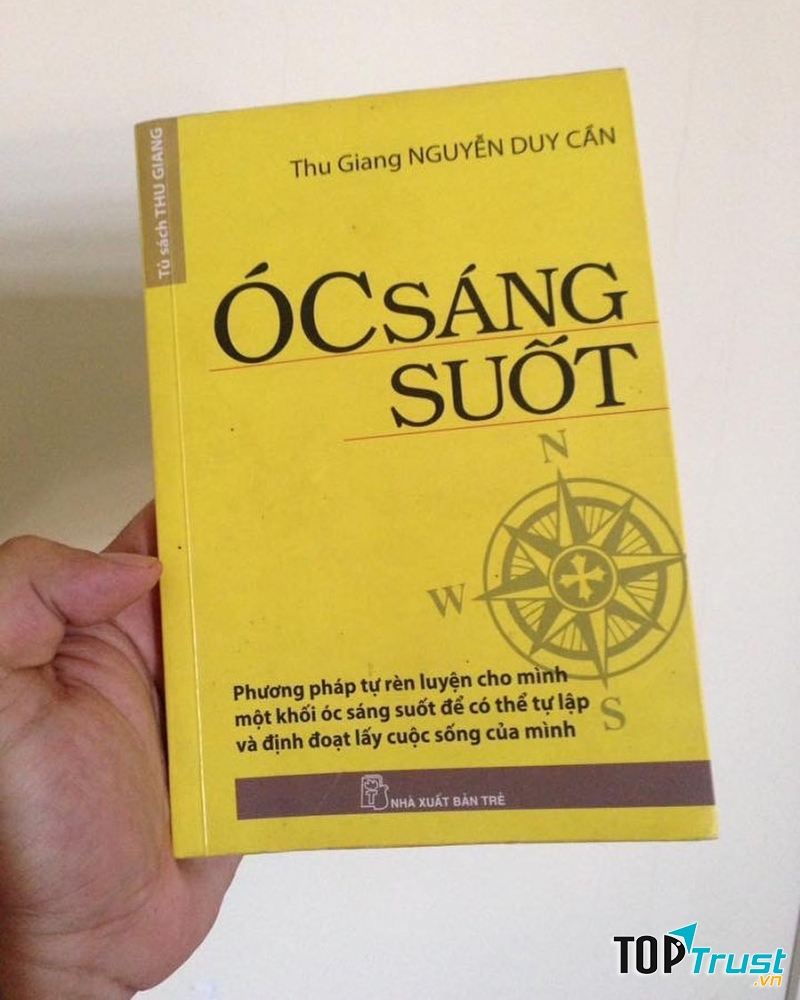 Tủ sách THU GIANG
Thu Giang NGUYỄN DUY CẦN
ÓC SÁNG
SUỐT
N
W
S
Phương pháp tự rèn luyện cho mình
một khối óc sáng suốt để có thể tự lập
và định đoạt lấy cuộc sống của mình
NHÀ XUẤT BẢN TRẺ
TOPTrust
.vn